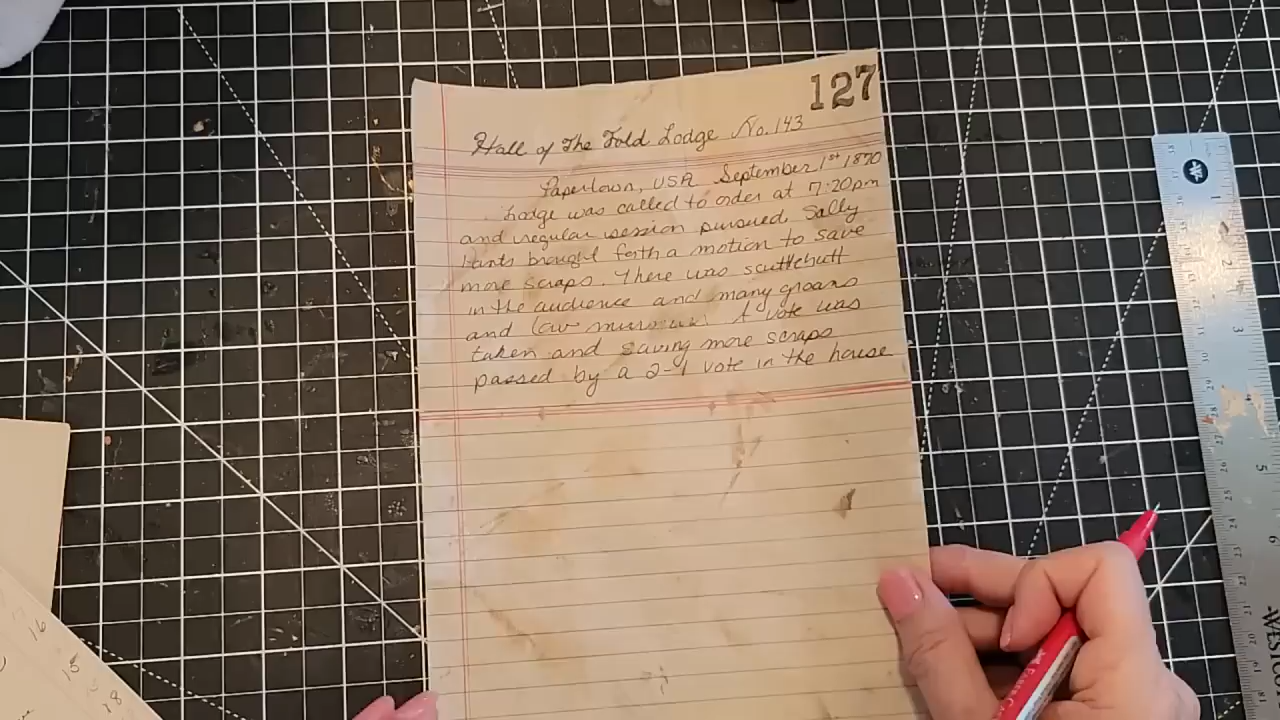 127
Hall of The Fold Lodge No. 143
Papertown, USA September 1st 1870
Lodge was called to order at 7:20pm
and regular session pursued. Sally
brought forth a motion to save
more scraps. There was scuttlebutt
in the audience and many groans
and low murmurs. A vote was
taken and saving more scraps
passed by a 2-1 vote in the house
16
15
18